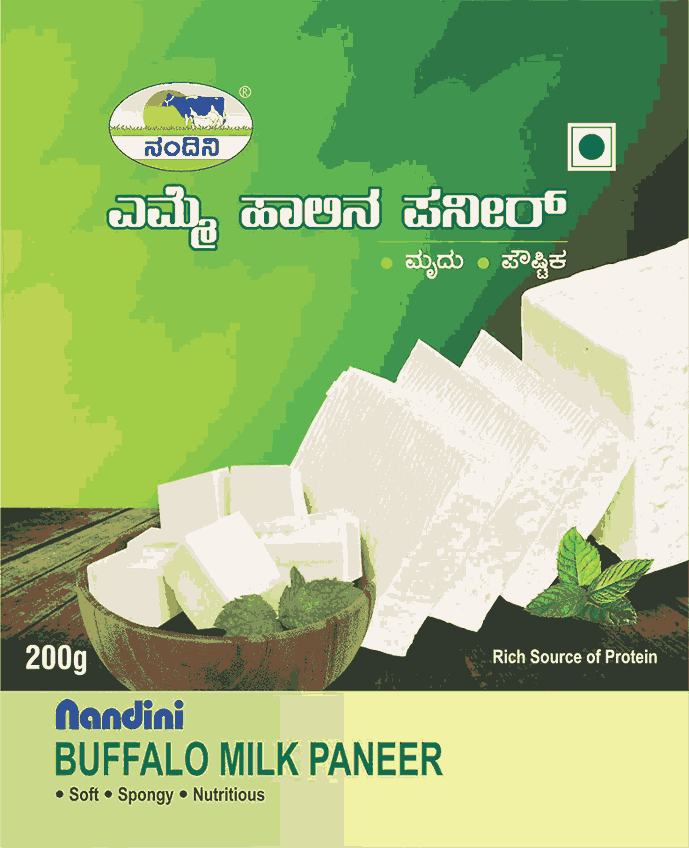 ®
ನಂದಿನಿ
ಎಮ್ಮೆ ಹಾಲಿನ ಪನೀರ್
• ಮೃದು • ಪೌಷ್ಟಿಕ
200g
Rich Source of Protein
Nandini
BUFFALO MILK PANEER
• Soft • Spongy • Nutritious